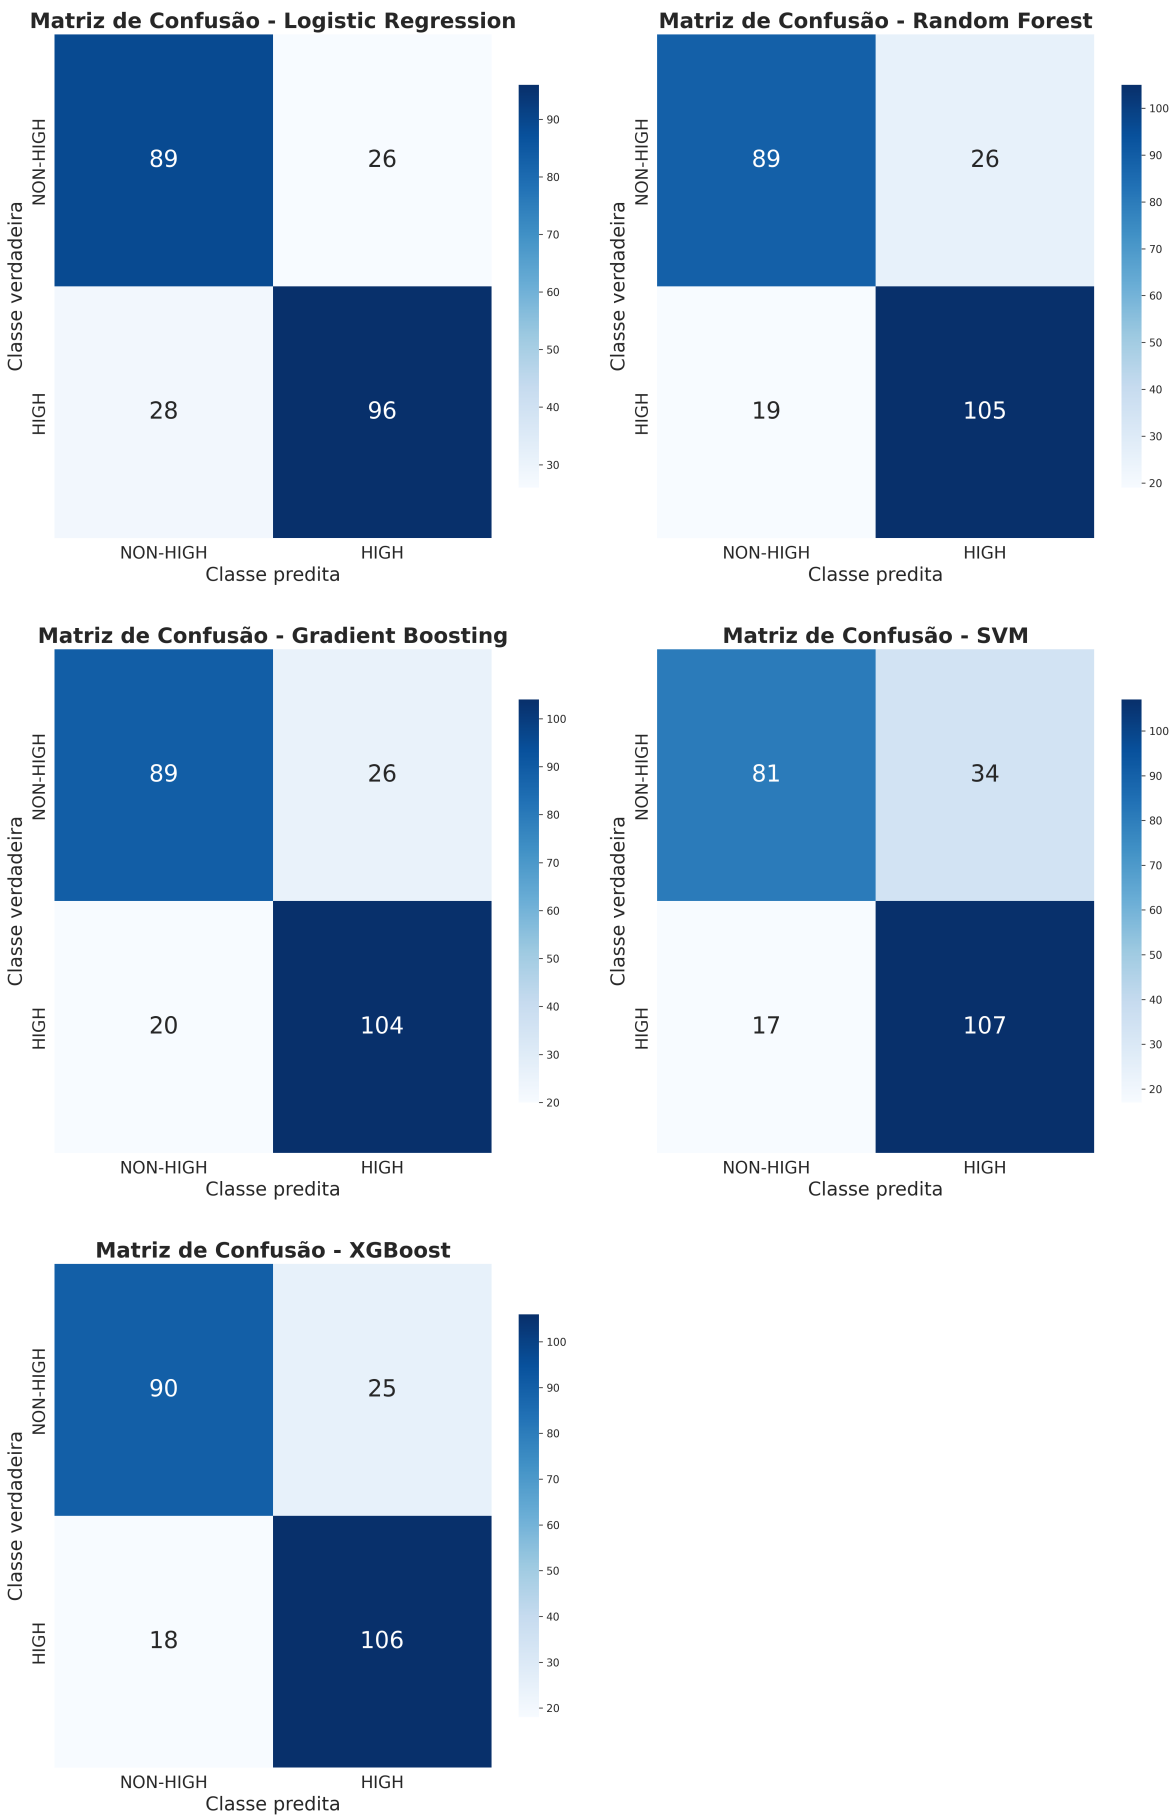 Matriz de Confusão - Logistic Regression
NON-HIGH
HIGH
Classe verdadeira
89
26
28
96
NON-HIGH
HIGH
Classe predita
90
80
70
60
50
40
30
Matriz de Confusão - Random Forest
NON-HIGH
HIGH
Classe verdadeira
89
26
19
105
NON-HIGH
HIGH
Classe predita
100
90
80
70
60
50
40
30
20
Matriz de Confusão - Gradient Boosting
NON-HIGH
HIGH
Classe verdadeira
89
26
20
104
NON-HIGH
HIGH
Classe predita
100
90
80
70
60
50
40
30
20
Matriz de Confusão - SVM
NON-HIGH
HIGH
Classe verdadeira
81
34
17
107
NON-HIGH
HIGH
Classe predita
100
90
80
70
60
50
40
30
20
Matriz de Confusão - XGBoost
NON-HIGH
HIGH
Classe verdadeira
90
25
18
106
NON-HIGH
HIGH
Classe predita
100
90
80
70
60
50
40
30
20